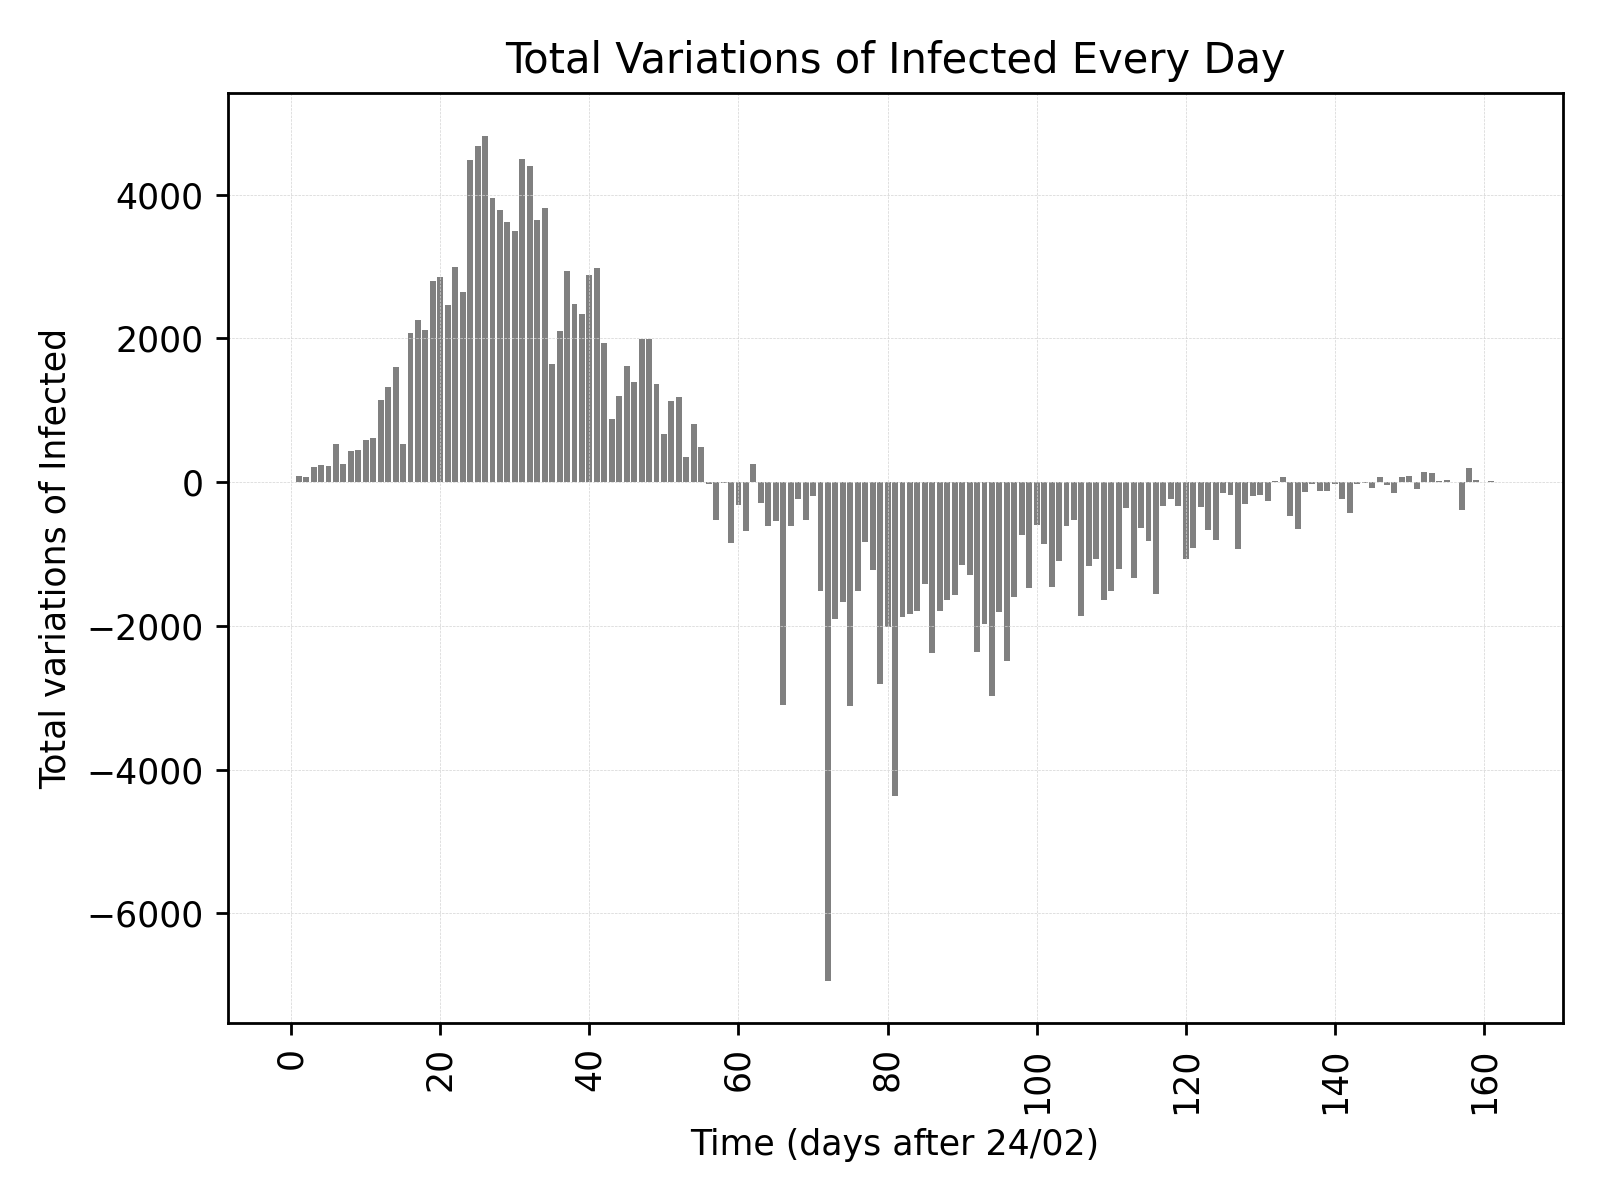 Total Variations of Infected Every Day
Total variations of Infected
4000
2000
0
−2000
−4000
−6000
0 20 40 60 80 100 120 140 160
Time (days after 24/02)